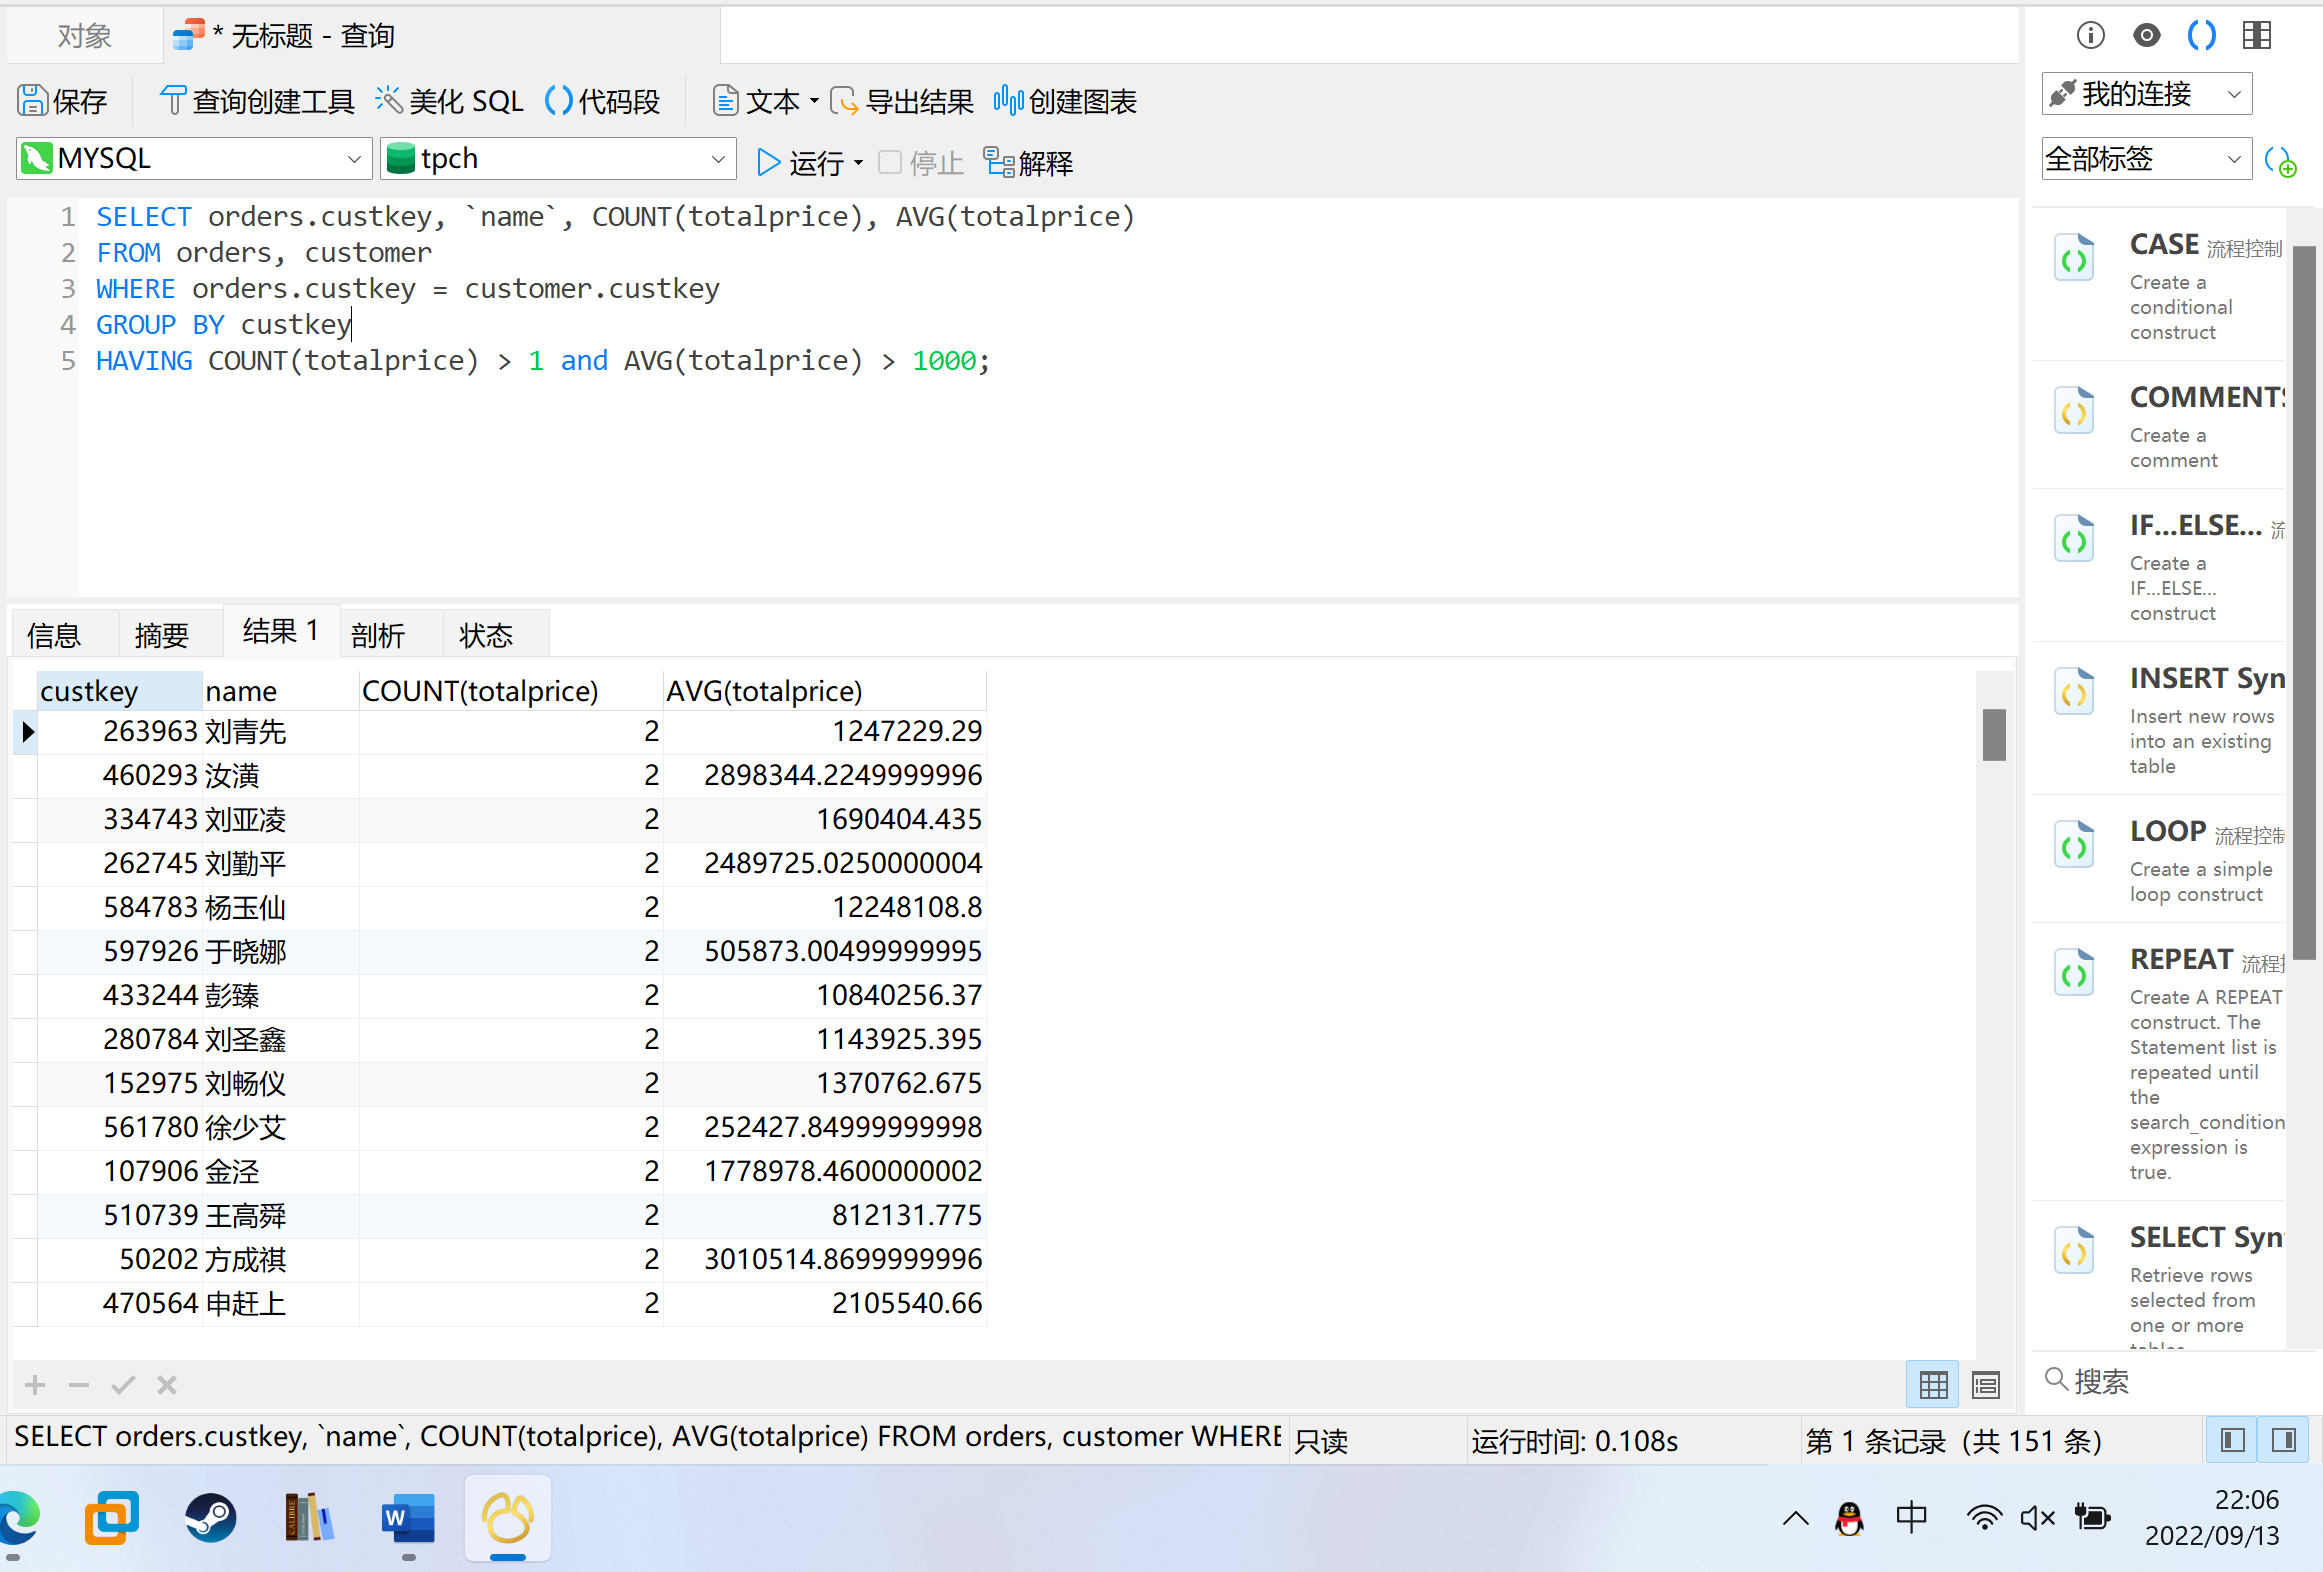 对象
* 无标题 - 查询
保存
查询创建工具
美化 SQL
代码段
文本
导出结果
创建图表
MYSQL
tpch
运行
停止
解释
1 SELECT orders.custkey, `name`, COUNT(totalprice), AVG(totalprice)
2 FROM orders, customer
3 WHERE orders.custkey = customer.custkey
4 GROUP BY custkey
5 HAVING COUNT(totalprice) > 1 and AVG(totalprice) > 1000;
信息 摘要 结果 1 剖析 状态
custkey name COUNT(totalprice) AVG(totalprice)
263963 刘青先 2 1247229.29
460293 汝潢 2 2898344.2249999996
334743 刘亚凌 2 1690404.435
262745 刘勤平 2 2489725.0250000004
584783 杨玉仙 2 12248108.8
597926 于晓娜 2 505873.00499999995
433244 彭臻 2 10840256.37
280784 刘圣鑫 2 1143925.395
152975 刘畅仪 2 1370762.675
561780 徐少艾 2 252427.84999999998
107906 金泾 2 1778978.4600000002
510739 王高舜 2 812131.775
50202 方成祺 2 3010514.8699999996
470564 申赶上 2 2105540.66
SELECT orders.custkey, `name`, COUNT(totalprice), AVG(totalprice) FROM orders, customer WHERE
只读
运行时间: 0.108s
第 1 条记录 (共 151 条)
我的连接
全部标签
CASE 流程控制
Create a
conditional
construct
COMMENTS
Create a
comment
IF...ELSE... 流
Create a
IF...ELSE...
construct
INSERT Syn
Insert new rows
into an existing
table
LOOP 流程控制
Create a simple
loop construct
REPEAT 流程控
Create A REPEAT
construct. The
Statement list is
repeated until
the
search_condition
expression is
true.
SELECT Syn
Retrieve rows
selected from
one or more
tables
搜索
CALIBRE
W
中
22:06
2022/09/13